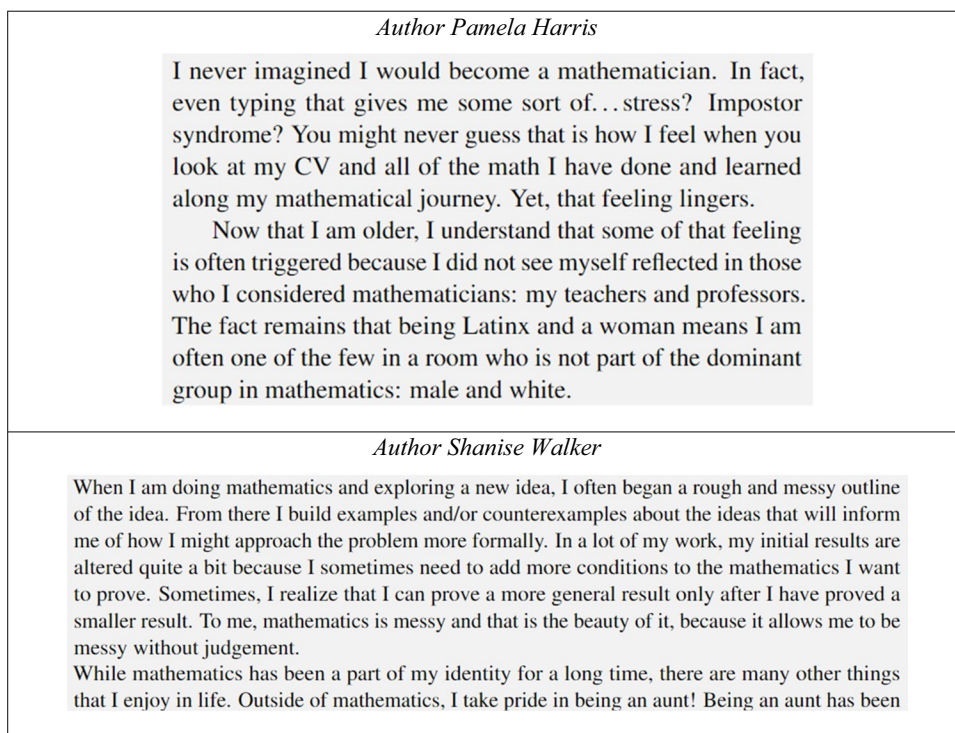 Author Pamela Harris
I never imagined I would become a mathematician. In fact,
even typing that gives me some sort of...stress? Impostor
syndrome? You might never guess that is how I feel when you
look at my CV and all of the math I have done and learned
along my mathematical journey. Yet, that feeling lingers.
Now that I am older, I understand that some of that feeling
is often triggered because I did not see myself reflected in those
who I considered mathematicians: my teachers and professors.
The fact remains that being Latinx and a woman means I am
often one of the few in a room who is not part of the dominant
group in mathematics: male and white.
Author Shanise Walker
When I am doing mathematics and exploring a new idea, I often began a rough and messy outline
of the idea. From there I build examples and/or counterexamples about the ideas that will inform
me of how I might approach the problem more formally. In a lot of my work, my initial results are
altered quite a bit because I sometimes need to add more conditions to the mathematics I want
to prove. Sometimes, I realize that I can prove a more general result only after I have proved a
smaller result. To me, mathematics is messy and that is the beauty of it, because it allows me to be
messy without judgement.
While mathematics has been a part of my identity for a long time, there are many other things
that I enjoy in life. Outside of mathematics, I take pride in being an aunt! Being an aunt has been